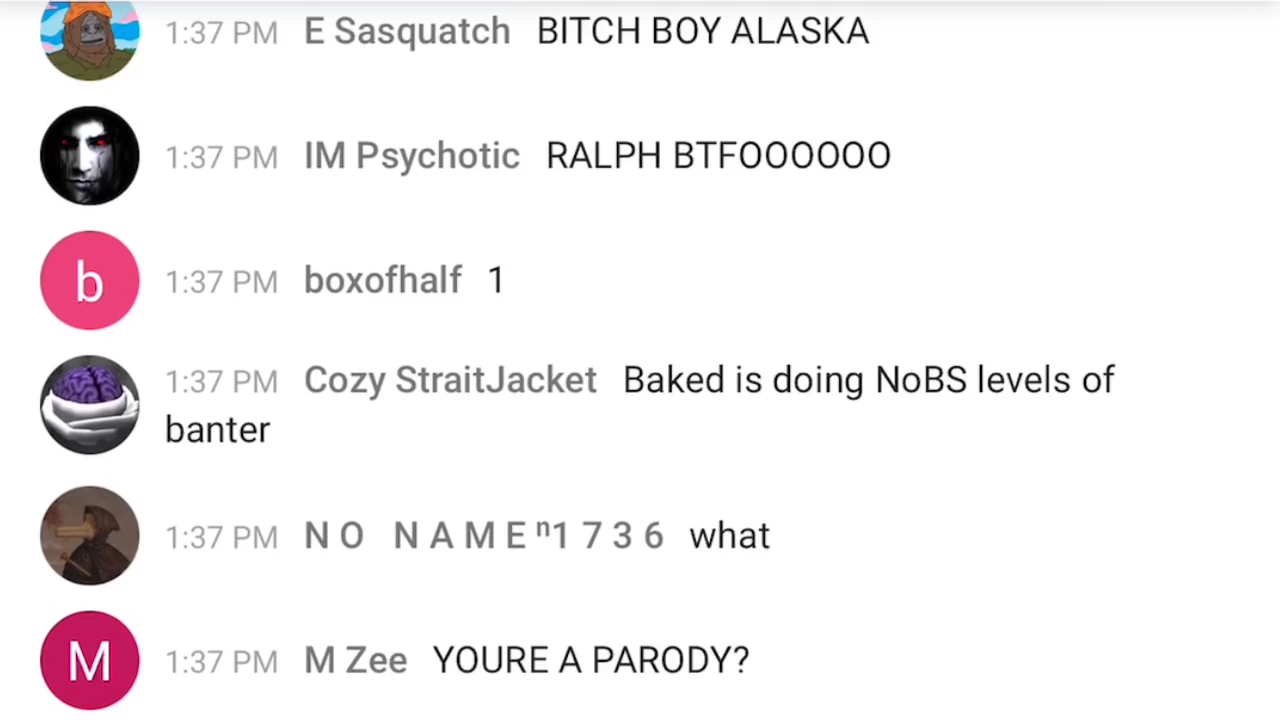 1:37 PM E Sasquatch BITCH BOY ALASKA
1:37 PM IM Psychotic RALPH BTFOOOOOO
b 1:37 PM boxofhalf 1
1:37 PM Cozy StraitJacket Baked is doing NoBS levels of
banter
1:37 PM N O N A M E ⁿ1 7 3 6 what
M 1:37 PM M Zee YOURE A PARODY?